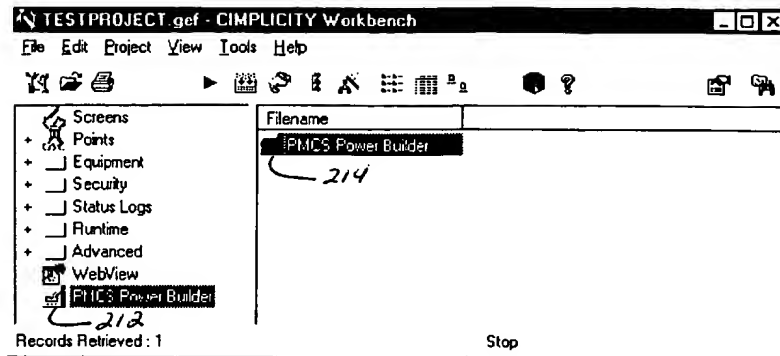 TESTPROJECT.gef - CIMPLICITY Workbench
File Edit Project View Tools Help
Screens
Points
Equipment
Security
Status Logs
Runtime
Advanced
WebView
PMCS Power Builder
212
Filename
PMCS Power Builder
214
Records Retrieved : 1
Stop